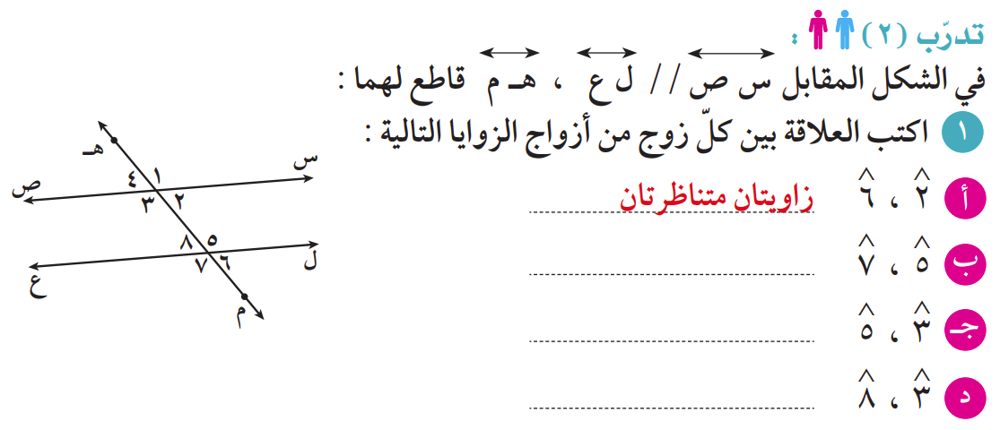 تدرّب (٢) :
في الشكل المقابل س ص // ل ع ، هـ م قاطع لهما :
١ اكتب العلاقة بين كلّ زوج من أزواج الزوايا التالية :
أ ٢ ، ٦ زاويتان متناظرتان
ب ٥ ، ٧
جـ ٣ ، ٥
د ٣ ، ٨
هـ
س
ص
٤ ١
٣ ٢
٨ ٥
٧ ٦
ل
ع
م